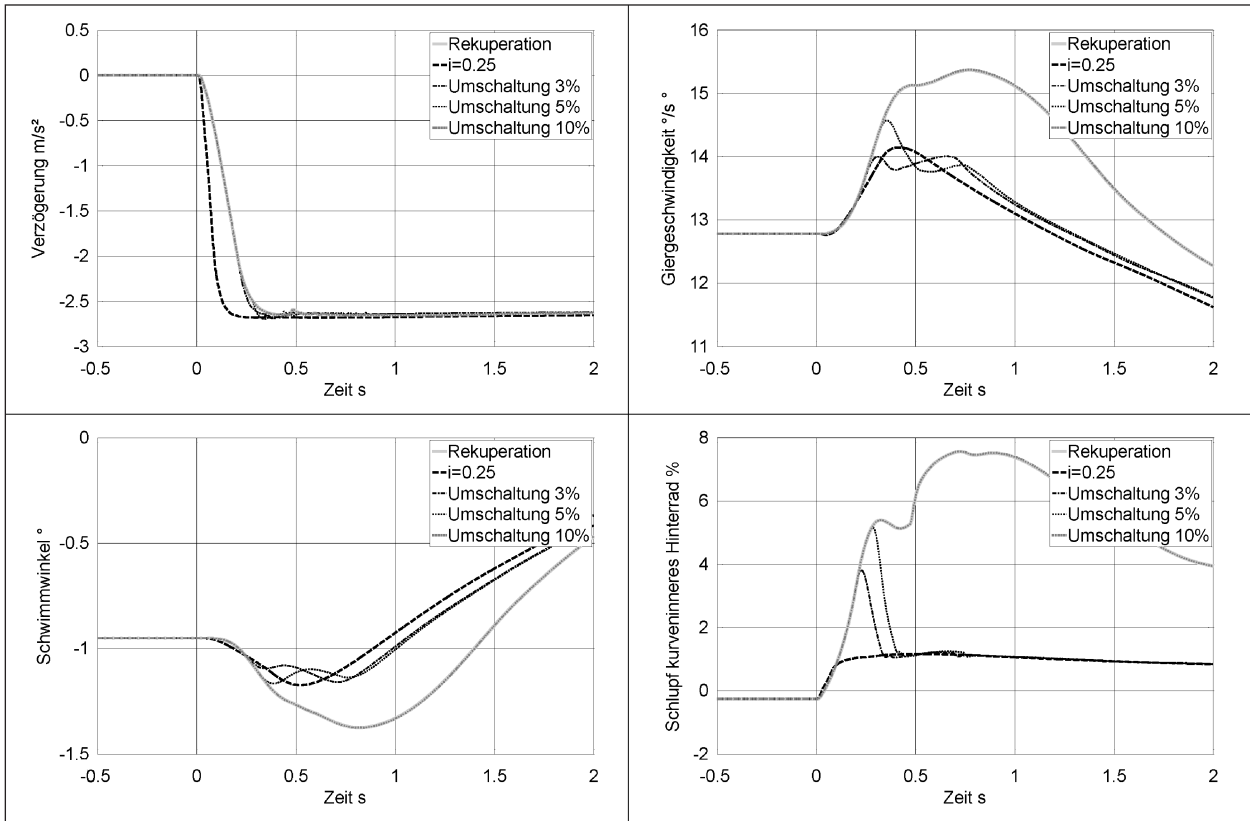 0.5
0
-0.5
-1
-1.5
-2
-2.5
-3
Verzögerung m/s²
Rekuperation
i=0.25
Umschaltung 3%
Umschaltung 5%
Umschaltung 10%
-0.5 0 0.5 1 1.5 2
Zeit s
16
15
14
13
12
11
Giergeschwindigkeit °/s °
Rekuperation
i=0.25
Umschaltung 3%
Umschaltung 5%
Umschaltung 10%
-0.5 0 0.5 1 1.5 2
Zeit s
0
-0.5
-1
-1.5
Schwimmwinkel °
Rekuperation
i=0.25
Umschaltung 3%
Umschaltung 5%
Umschaltung 10%
-0.5 0 0.5 1 1.5 2
Zeit s
8
6
4
2
0
-2
Schlupf kurveninneres Hinterrad %
Rekuperation
i=0.25
Umschaltung 3%
Umschaltung 5%
Umschaltung 10%
-0.5 0 0.5 1 1.5 2
Zeit s